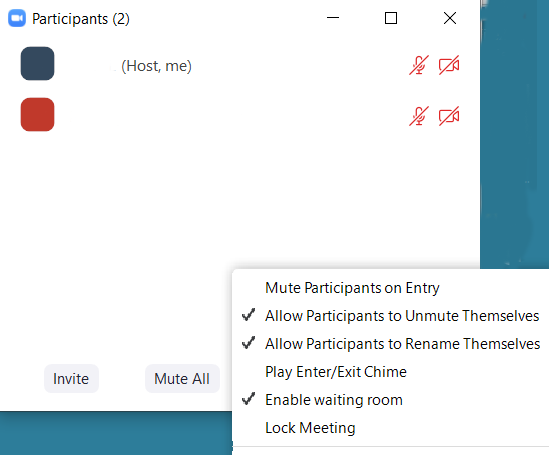 Participants (2)
(Host, me)
Mute Participants on Entry
Allow Participants to Unmute Themselves
Allow Participants to Rename Themselves
Play Enter/Exit Chime
Enable waiting room
Lock Meeting
Invite
Mute All